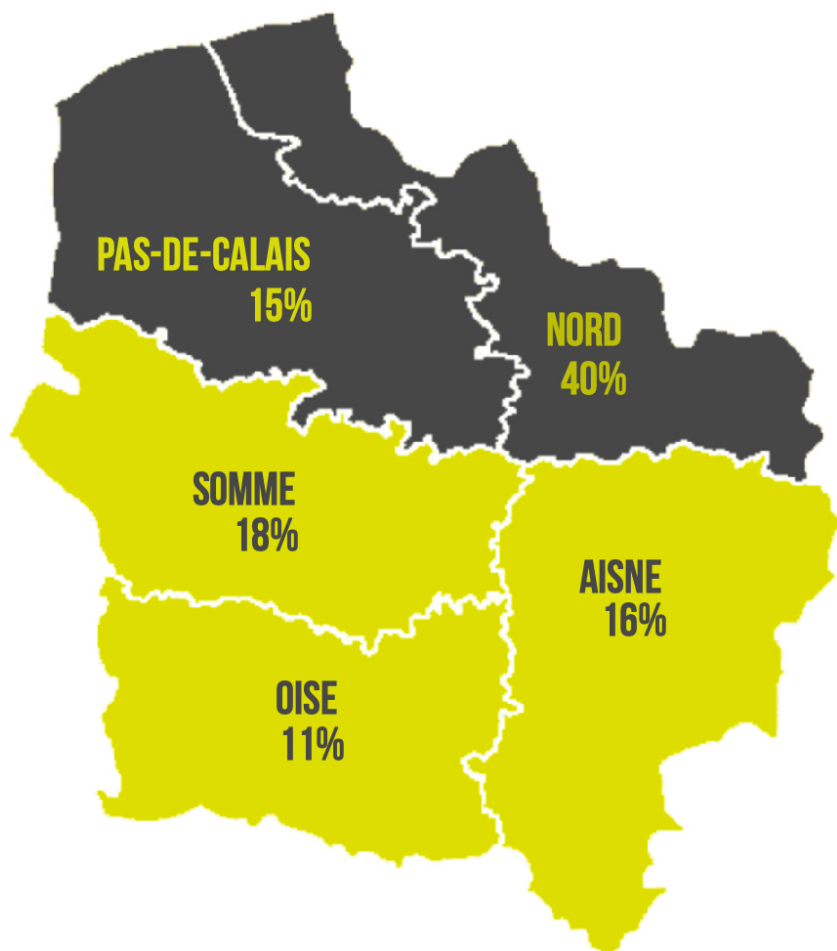 PAS-DE-CALAIS
15%
NORD
40%
SOMME
18%
AISNE
16%
OISE
11%